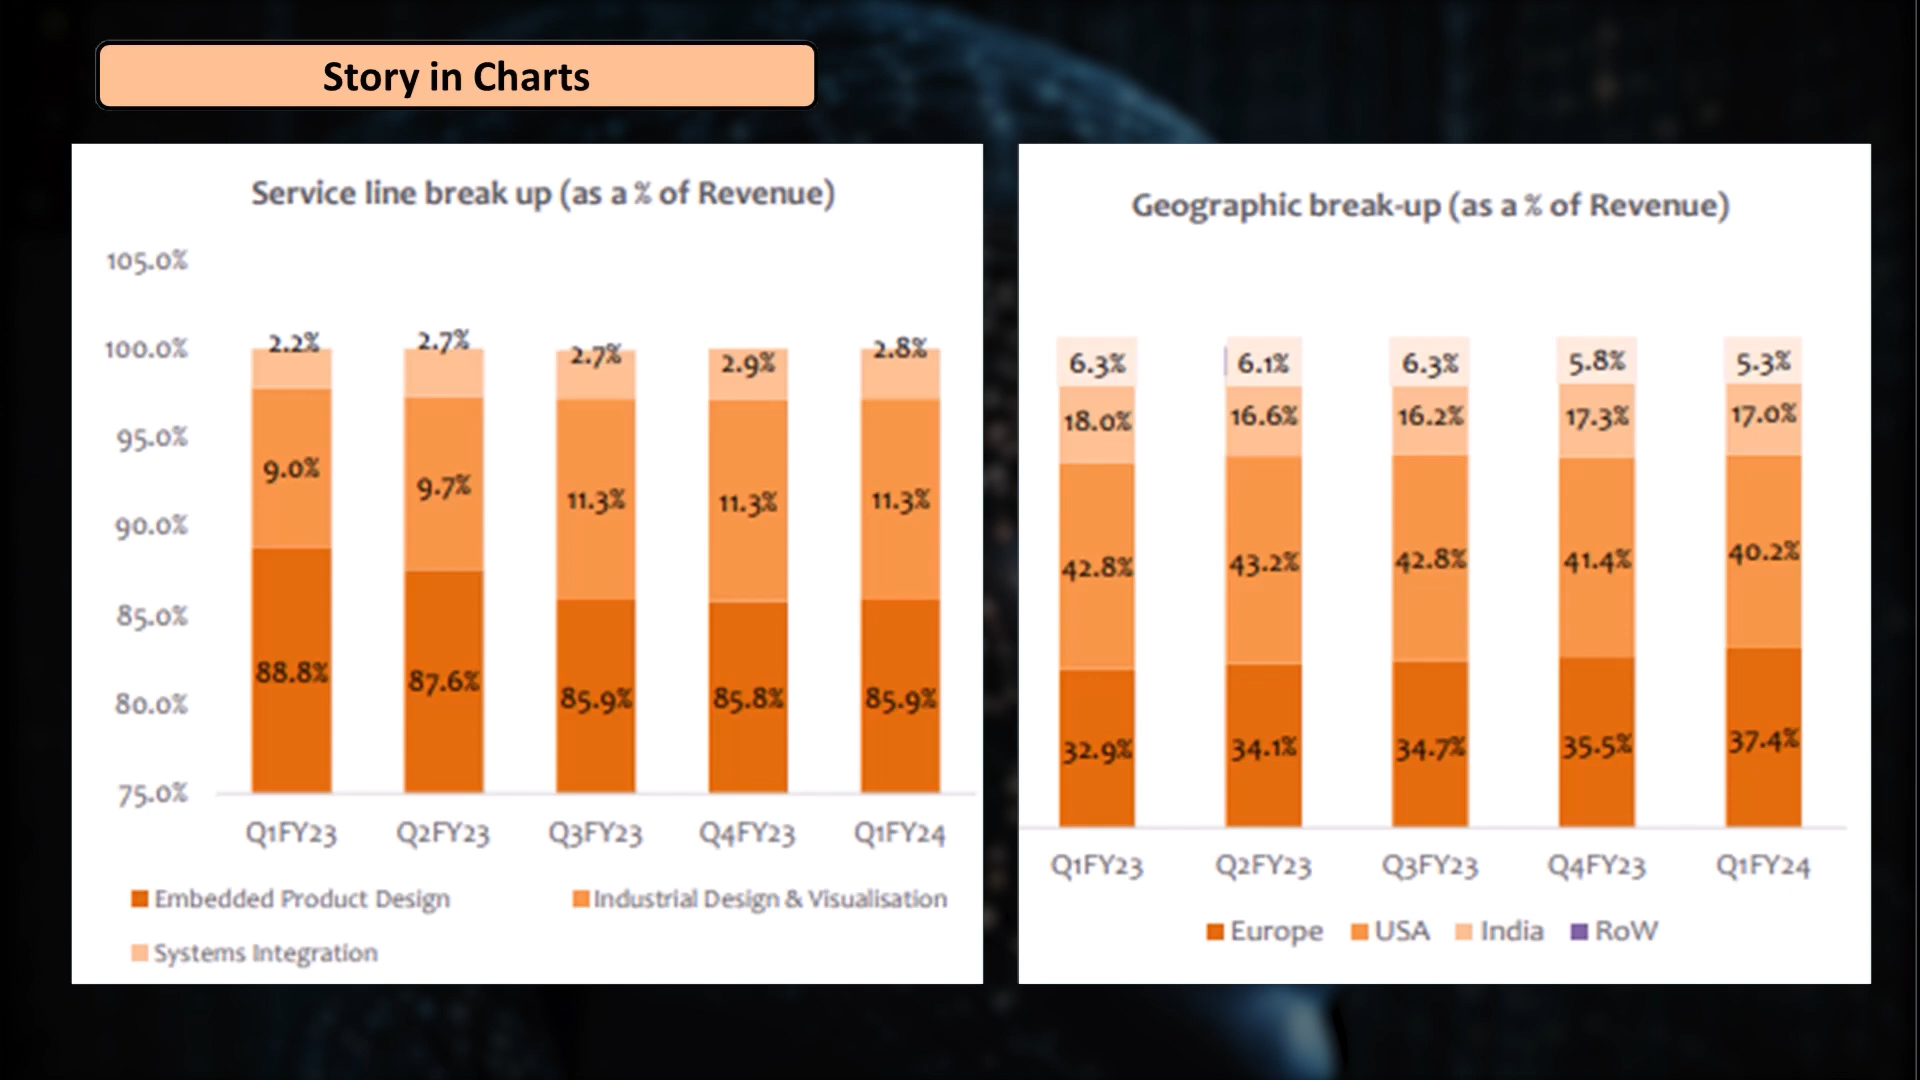 Story in Charts
Service line break up (as a % of Revenue)
105.0%
100.0%
95.0%
90.0%
85.0%
80.0%
75.0%
2.2% 2.7% 2.7% 2.9% 2.8%
9.0% 9.7% 11.3% 11.3% 11.3%
88.8% 87.6% 85.9% 85.8% 85.9%
Q1FY23 Q2FY23 Q3FY23 Q4FY23 Q1FY24
Embedded Product Design Industrial Design & Visualisation
Systems Integration
Geographic break-up (as a % of Revenue)
6.3% 6.1% 6.3% 5.8% 5.3%
18.0% 16.6% 16.2% 17.3% 17.0%
42.8% 43.2% 42.8% 41.4% 40.2%
32.9% 34.1% 34.7% 35.5% 37.4%
Q1FY23 Q2FY23 Q3FY23 Q4FY23 Q1FY24
Europe USA India RoW